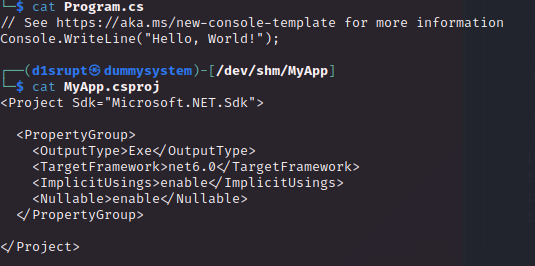 └─$ cat Program.cs
// See https://aka.ms/new-console-template for more information
Console.WriteLine("Hello, World!");

┌──(d1srupt㉿dummysystem)-[/dev/shm/MyApp]
└─$ cat MyApp.csproj
<Project Sdk="Microsoft.NET.Sdk">

  <PropertyGroup>
    <OutputType>Exe</OutputType>
    <TargetFramework>net6.0</TargetFramework>
    <ImplicitUsings>enable</ImplicitUsings>
    <Nullable>enable</Nullable>
  </PropertyGroup>

</Project>